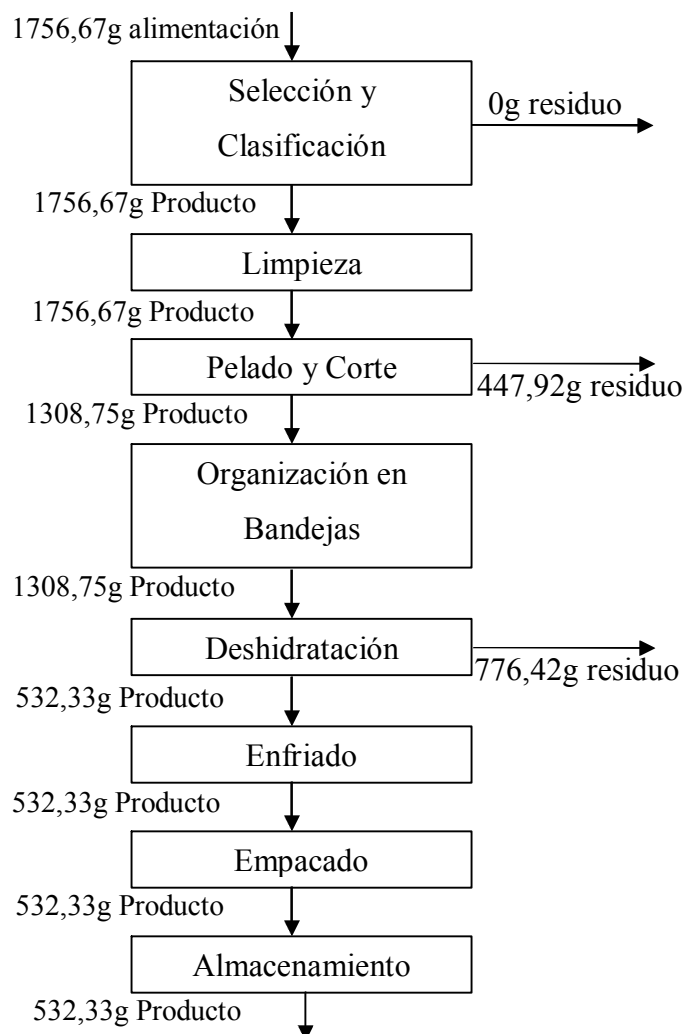 1756,67g alimentación
Selección y
Clasificación
0g residuo
1756,67g Producto
Limpieza
1756,67g Producto
Pelado y Corte
447,92g residuo
1308,75g Producto
Organización en
Bandejas
1308,75g Producto
Deshidratación
776,42g residuo
532,33g Producto
Enfriado
532,33g Producto
Empacado
532,33g Producto
Almacenamiento
532,33g Producto